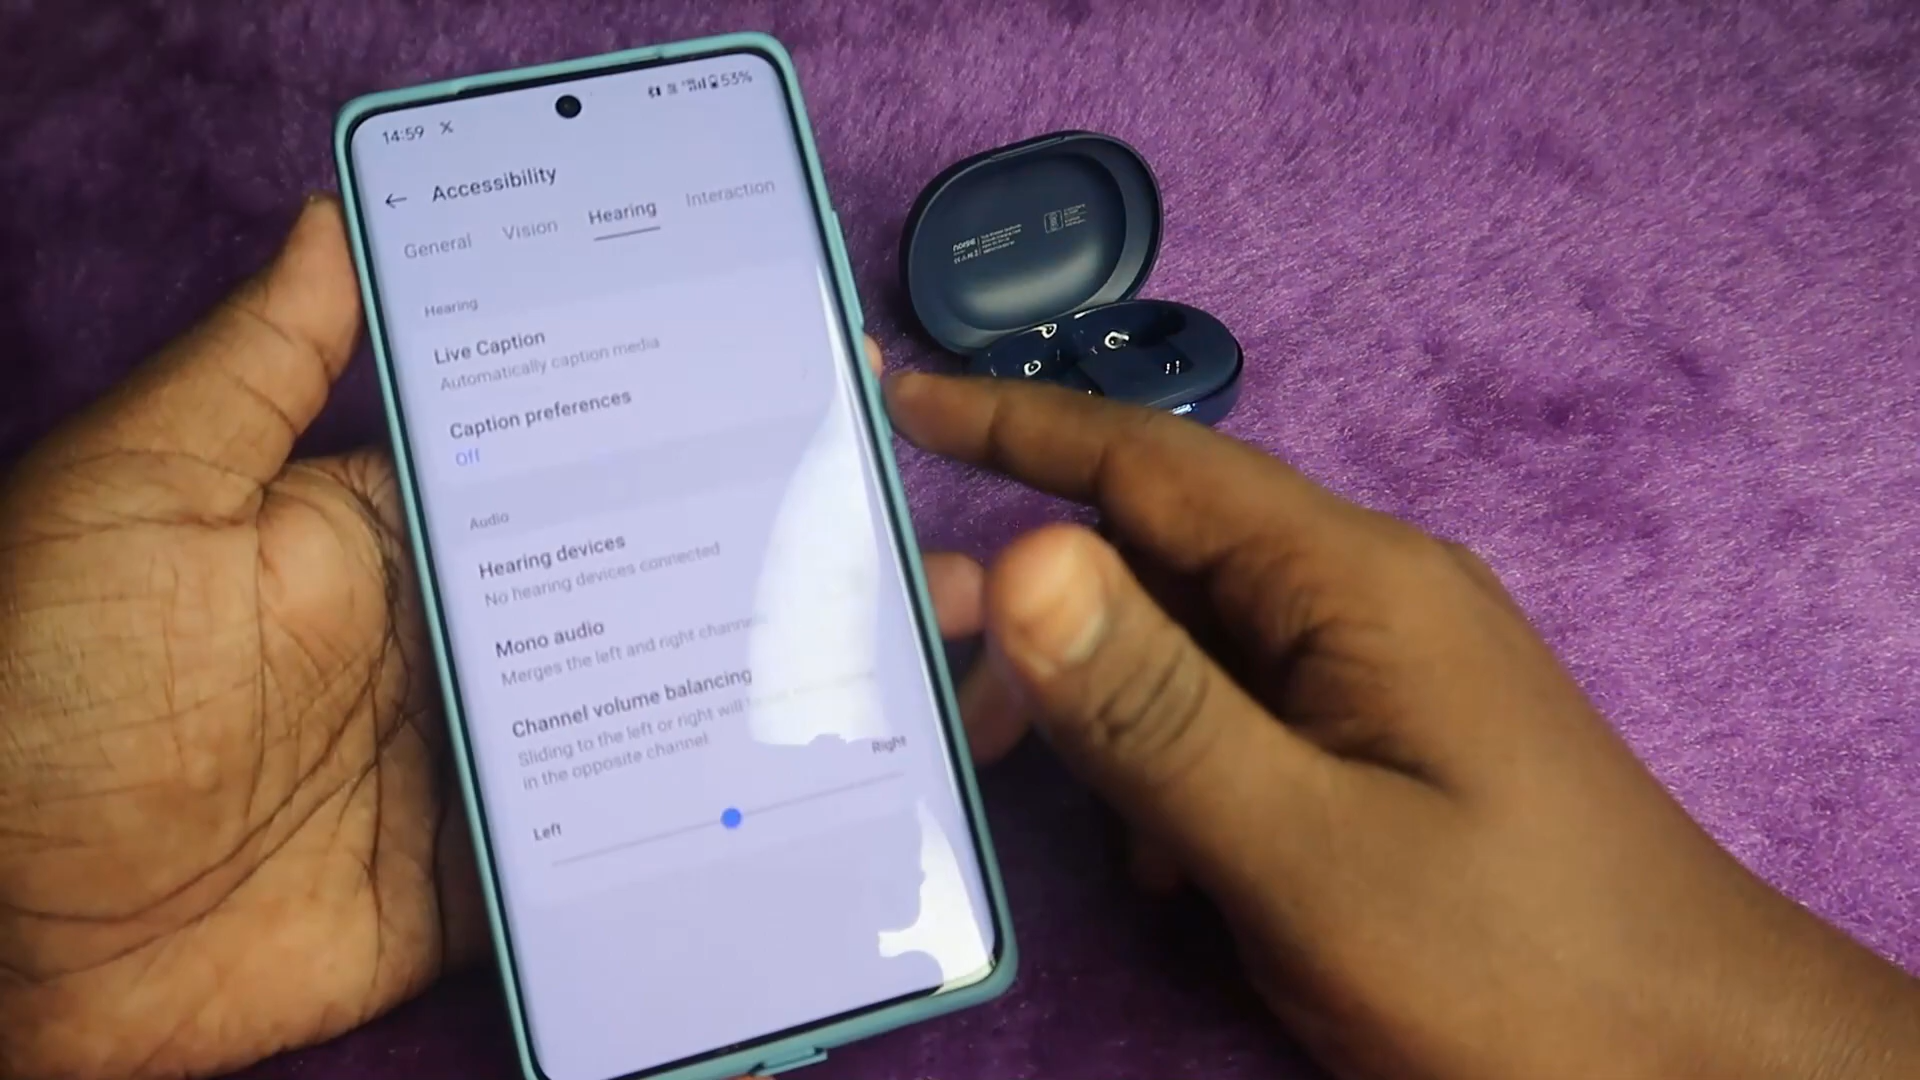 14:59
53%
Accessibility
General Vision Hearing Interaction
Hearing
Live Caption
Automatically caption media
Caption preferences
Off
Audio
Hearing devices
No hearing devices connected
Mono audio
Merges the left and right channels
Channel volume balancing
Sliding to the left or right will
in the opposite channel.
Right
Left
noise